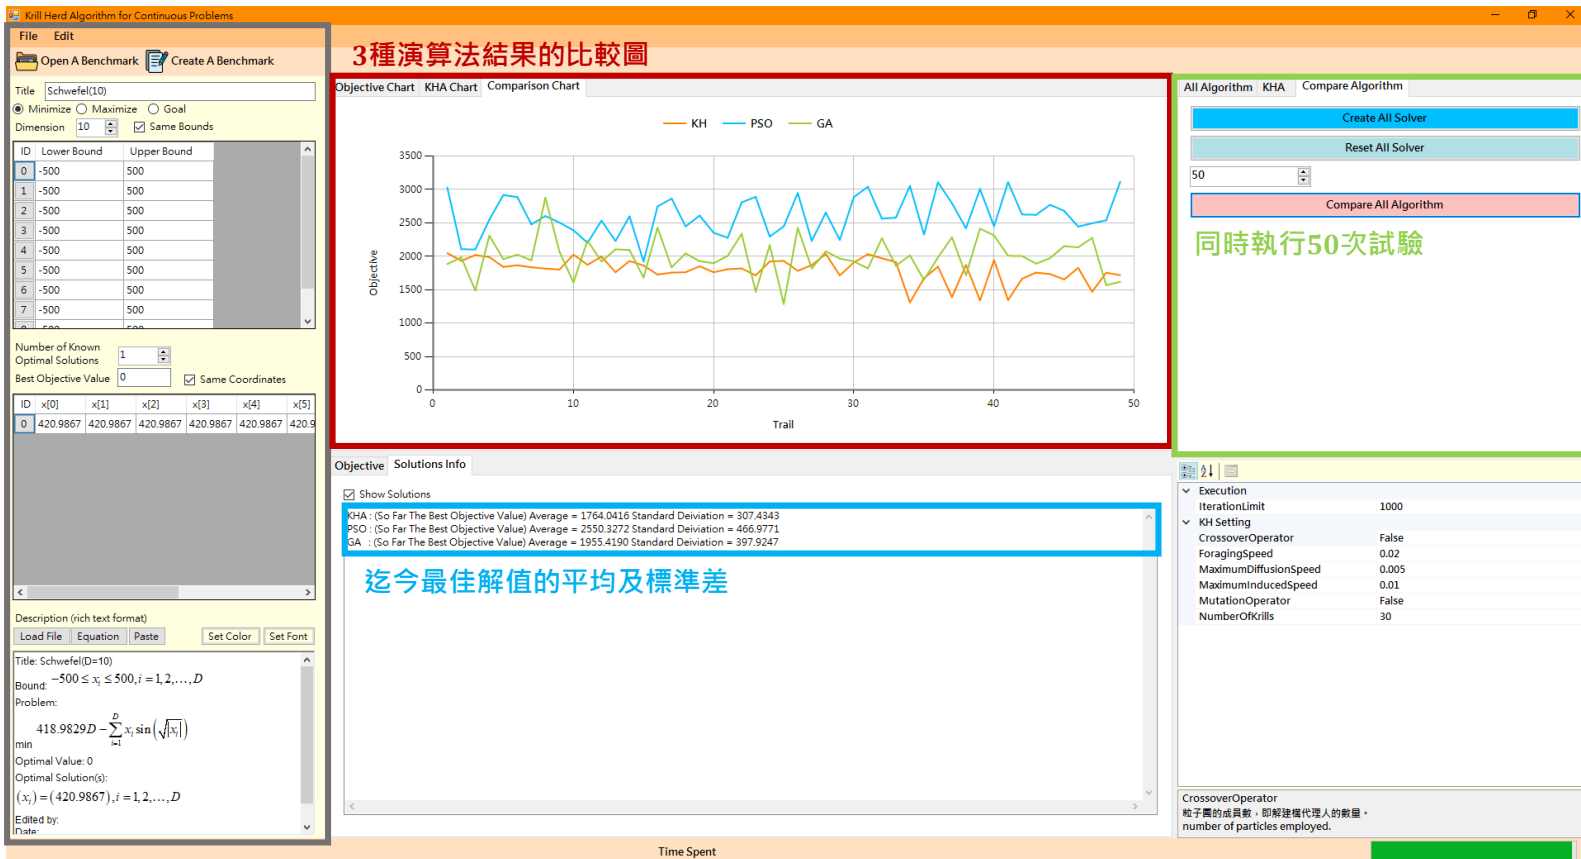 Krill Herd Algorithm for Continuous Problems
File Edit
Open A Benchmark Create A Benchmark
Title Schwefel(10)
Minimize Maximize Goal
Dimension 10 Same Bounds
ID Lower Bound Upper Bound
0 -500 500
1 -500 500
2 -500 500
3 -500 500
4 -500 500
5 -500 500
6 -500 500
7 -500 500
Number of Known
Optimal Solutions 1
Best Objective Value 0 Same Coordinates
ID x[0] x[1] x[2] x[3] x[4] x[5]
0 420.9867 420.9867 420.9867 420.9867 420.9867 420.9
Description (rich text format)
Load File Equation Paste Set Color Set Font
Title: Schwefel(D=10)
Bound: −500 ≤ xᵢ ≤ 500, i = 1, 2, …, D
Problem:
min 418.9829D − ∑ᵢ₌₁ᴰ xᵢ sin(√|xᵢ|)
Optimal Value: 0
Optimal Solution(s):
(xᵢ) = (420.9867), i = 1, 2, …, D
Edited by:
Date:
3種演算法結果的比較圖
Objective Chart KHA Chart Comparison Chart
KH PSO GA
3500
3000
2500
2000
1500
1000
500
0
Objective
0 10 20 30 40 50
Trail
Objective Solutions Info
Show Solutions
KHA : (So Far The Best Objective Value) Average = 1764.0416 Standard Deiviation = 307.4343
PSO : (So Far The Best Objective Value) Average = 2550.3272 Standard Deiviation = 466.9771
GA : (So Far The Best Objective Value) Average = 1955.4190 Standard Deiviation = 397.9247
迄今最佳解值的平均及標準差
All Algorithm KHA Compare Algorithm
Create All Solver
Reset All Solver
50
Compare All Algorithm
同時執行50次試驗
Execution
IterationLimit 1000
KH Setting
CrossoverOperator False
ForagingSpeed 0.02
MaximumDiffusionSpeed 0.005
MaximumInducedSpeed 0.01
MutationOperator False
NumberOfKrills 30
CrossoverOperator
粒子團的成員數，即解建構代理人的數量。
number of particles employed.
Time Spent